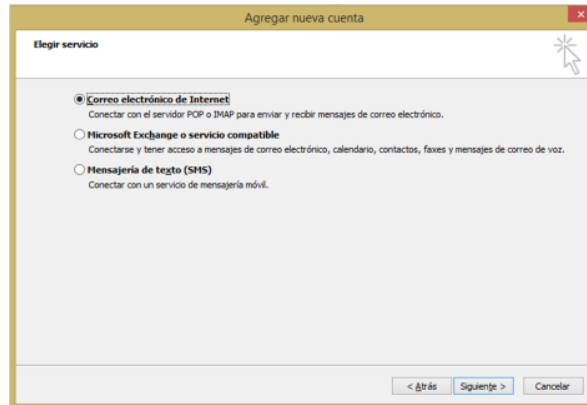 Agregar nueva cuenta
Elegir servicio
Correo electrónico de Internet
Conectar con el servidor POP o IMAP para enviar y recibir mensajes de correo electrónico.
Microsoft Exchange o servicio compatible
Conectarse y tener acceso a mensajes de correo electrónico, calendario, contactos, faxes y mensajes de correo de voz.
Mensajería de texto (SMS)
Conectar con un servicio de mensajería móvil.
< Atrás Siguiente > Cancelar